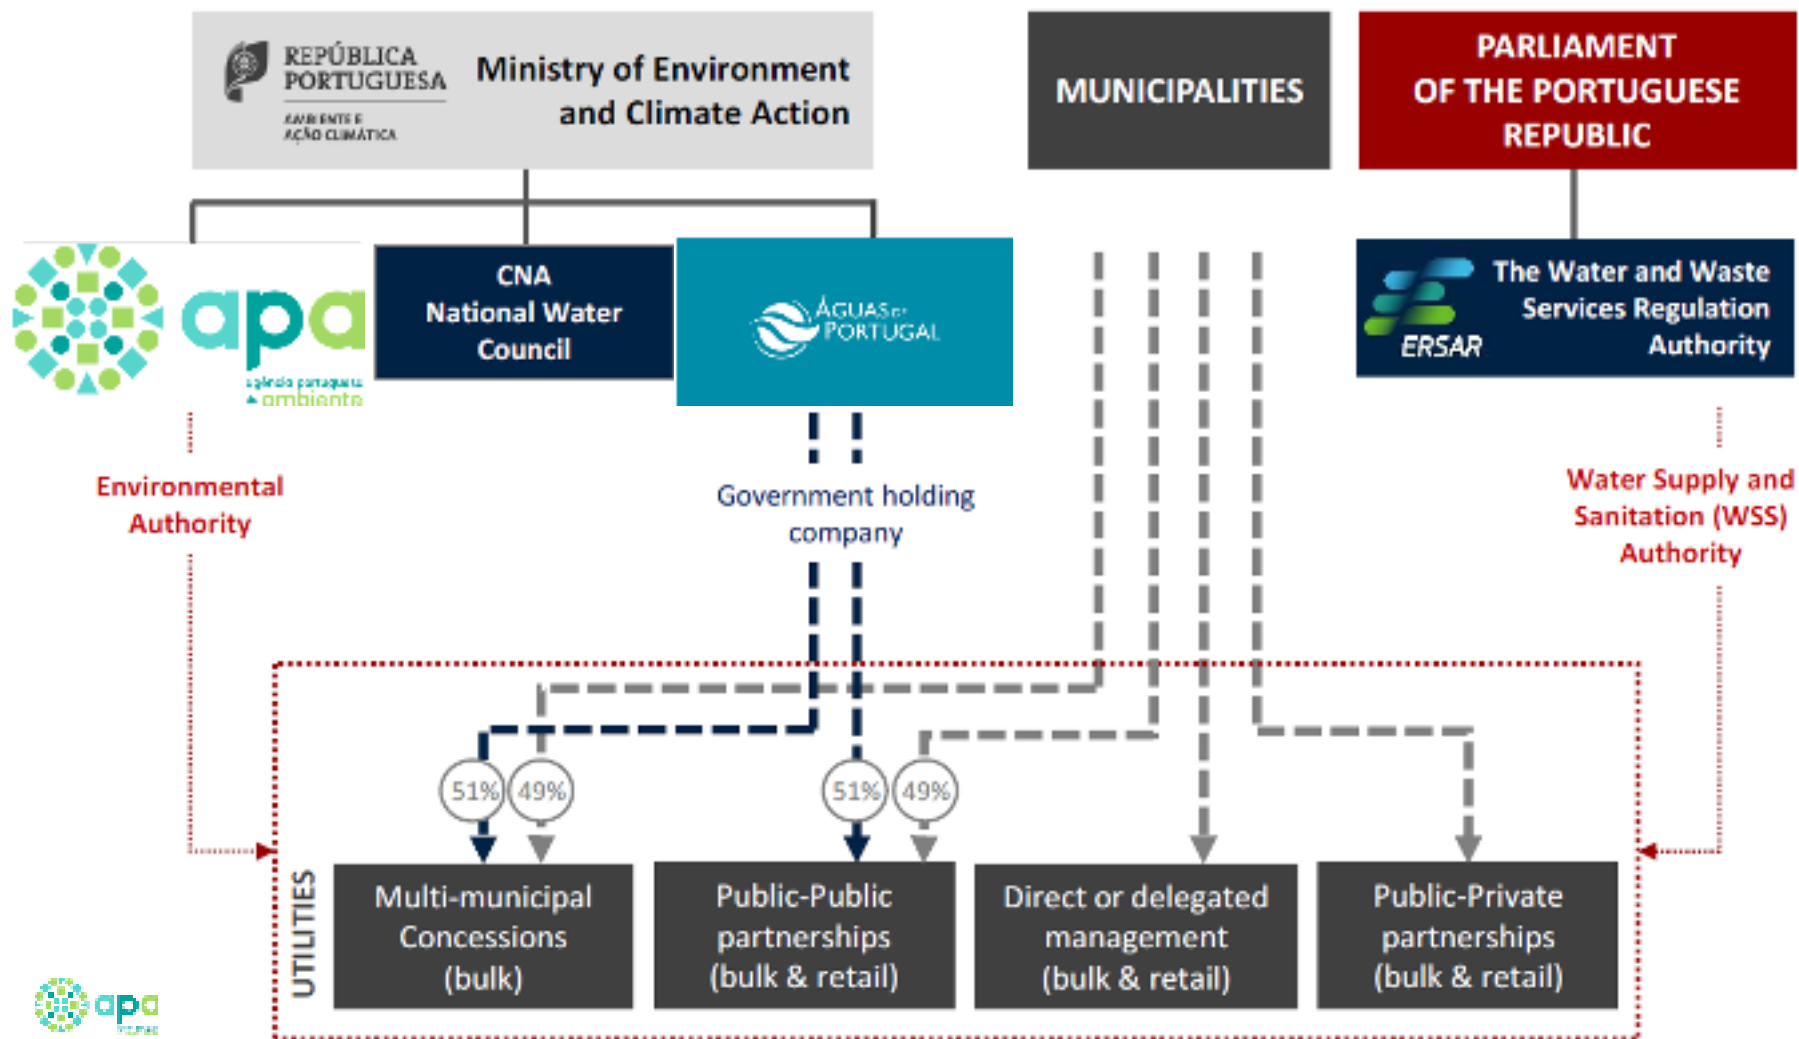 REPÚBLICA
PORTUGUESA
AMBIENTE E
AÇÃO CLIMÁTICA
Ministry of Environment
and Climate Action
MUNICIPALITIES
PARLIAMENT
OF THE PORTUGUESE
REPUBLIC
apa
agência portuguesa
ambiente
CNA
National Water
Council
ÁGUAS DE
PORTUGAL
ERSAR
The Water and Waste
Services Regulation
Authority
Environmental
Authority
Government holding
company
Water Supply and
Sanitation (WSS)
Authority
51%
49%
51%
49%
UTILITIES
Multi-municipal
Concessions
(bulk)
Public-Public
partnerships
(bulk & retail)
Direct or delegated
management
(bulk & retail)
Public-Private
partnerships
(bulk & retail)
apa